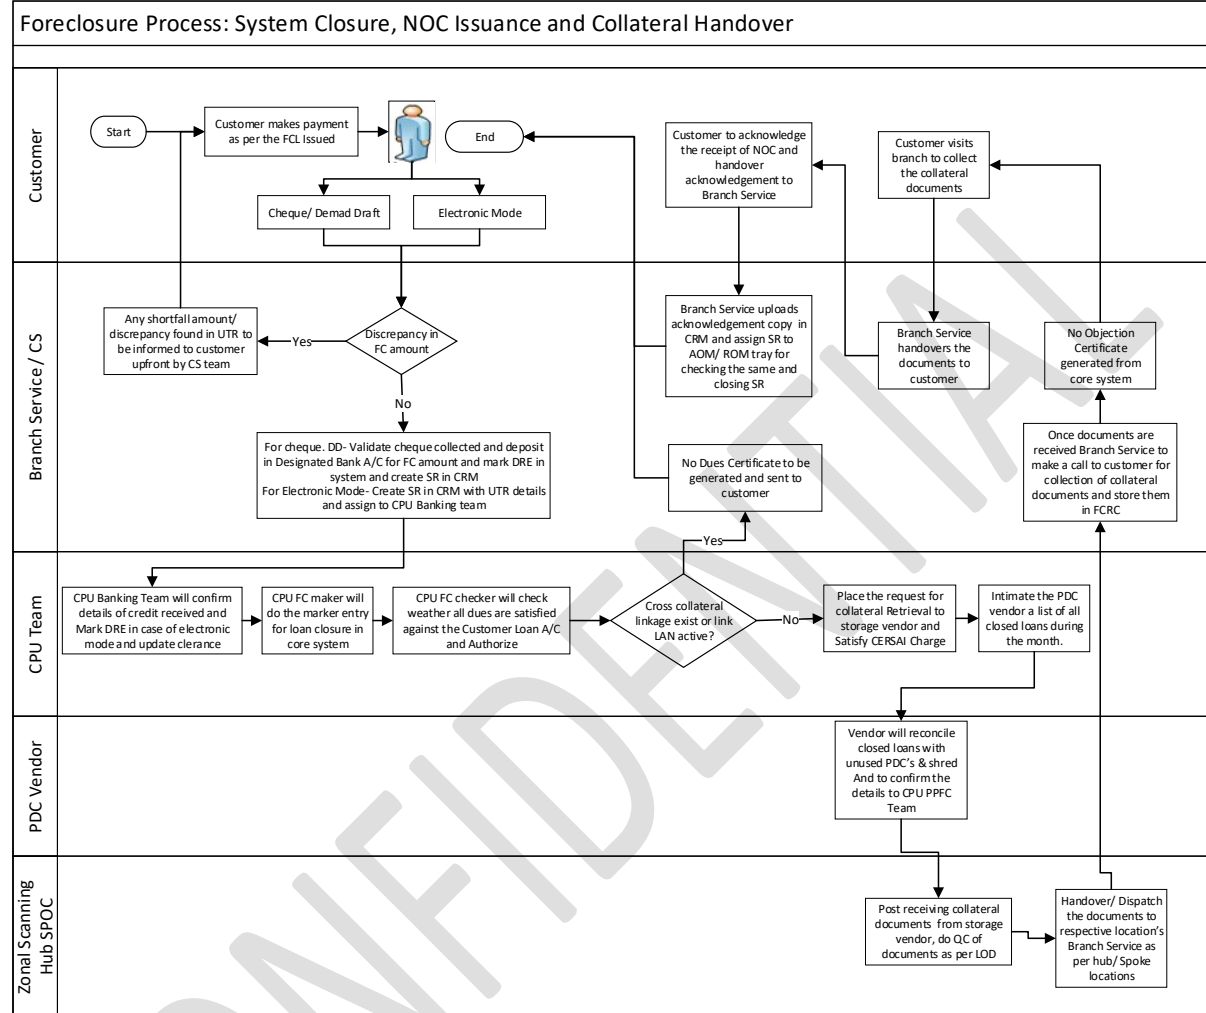 Foreclosure Process: System Closure, NOC Issuance and Collateral Handover
Customer
Start
Customer makes payment
as per the FCL Issued
End
Cheque/ Demad Draft
Electronic Mode
Customer to acknowledge
the receipt of NOC and
handover
acknowledgement to
Branch Service
Customer visits
branch to collect
the collateral
documents
Branch Service / CS
Any shortfall amount/
discrepancy found in UTR to
be informed to customer
upfront by CS team
Yes
Discrepancy in
FC amount
No
For cheque. DD- Validate cheque collected and deposit
in Designated Bank A/C for FC amount and mark DRE in
system and create SR in CRM
For Electronic Mode- Create SR in CRM with UTR details
and assign to CPU Banking team
Branch Service uploads
acknowledgement copy in
CRM and assign SR to
AOM/ ROM tray for
checking the same and
closing SR
Branch Service
handovers the
documents to
customer
No Objection
Certificate
generated from
core system
No Dues Certificate to be
generated and sent to
customer
Once documents are
received Branch Service to
make a call to customer for
collection of collateral
documents and store them
in FCRC
Yes
CPU Team
CPU Banking Team will confirm
details of credit received and
Mark DRE in case of electronic
mode and update clerance
CPU FC maker will
do the marker entry
for loan closure in
core system
CPU FC checker will check
weather all dues are satisfied
against the Customer Loan A/C
and Authorize
Cross collateral
linkage exist or link
LAN active?
No
Place the request for
collateral Retrieval to
storage vendor and
Satisfy CERSAI Charge
Intimate the PDC
vendor a list of all
closed loans during
the month.
PDC Vendor
Vendor will reconcile
closed loans with
unused PDC's & shred
And to confirm the
details to CPU PPFC
Team
Zonal Scanning
Hub SPOC
Post receiving collateral
documents from storage
vendor, do QC of
documents as per LOD
Handover/ Dispatch
the documents to
respective location's
Branch Service as
per hub/ Spoke
locations
CONFIDENTIAL